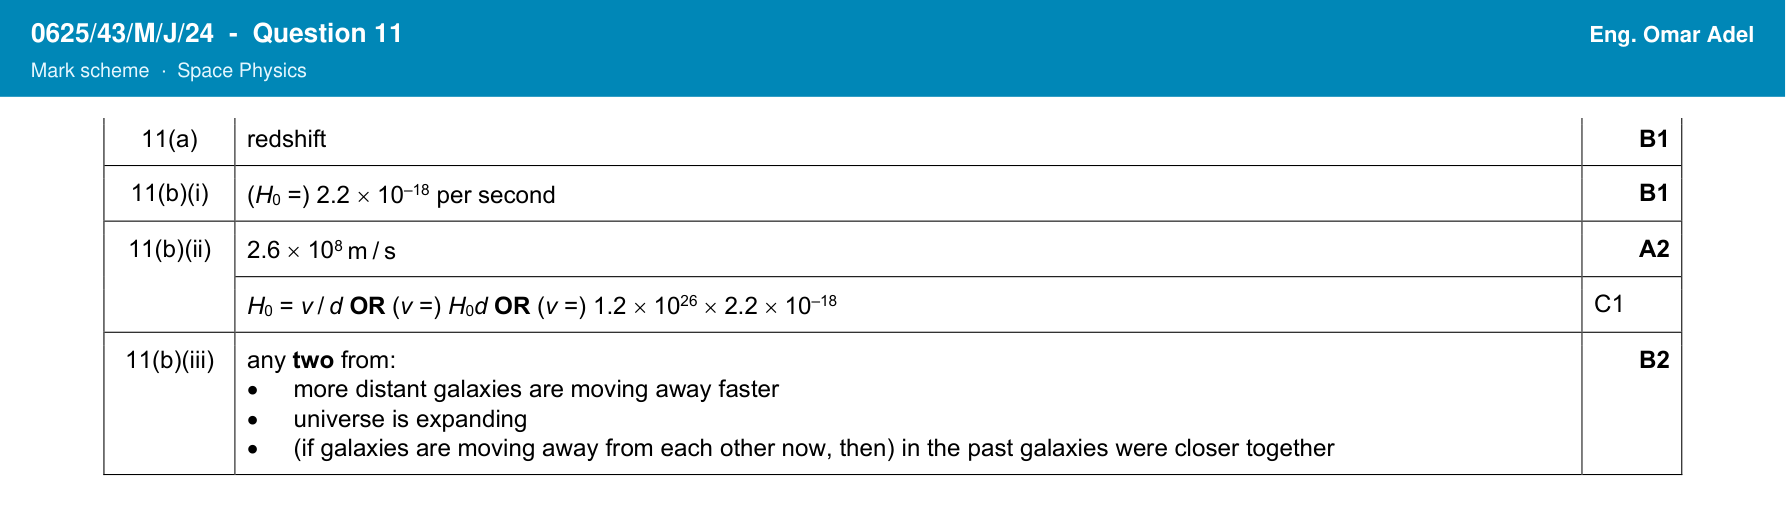 0625/43/M/J/24 - Question 11
Eng. Omar Adel
Mark scheme · Space Physics
11(a) redshift B1
11(b)(i) (H₀ =) 2.2 × 10⁻¹⁸ per second B1
11(b)(ii) 2.6 × 10⁸ m / s A2
H₀ = v / d OR (v =) H₀d OR (v =) 1.2 × 10²⁶ × 2.2 × 10⁻¹⁸ C1
11(b)(iii) any two from: B2
• more distant galaxies are moving away faster
• universe is expanding
• (if galaxies are moving away from each other now, then) in the past galaxies were closer together